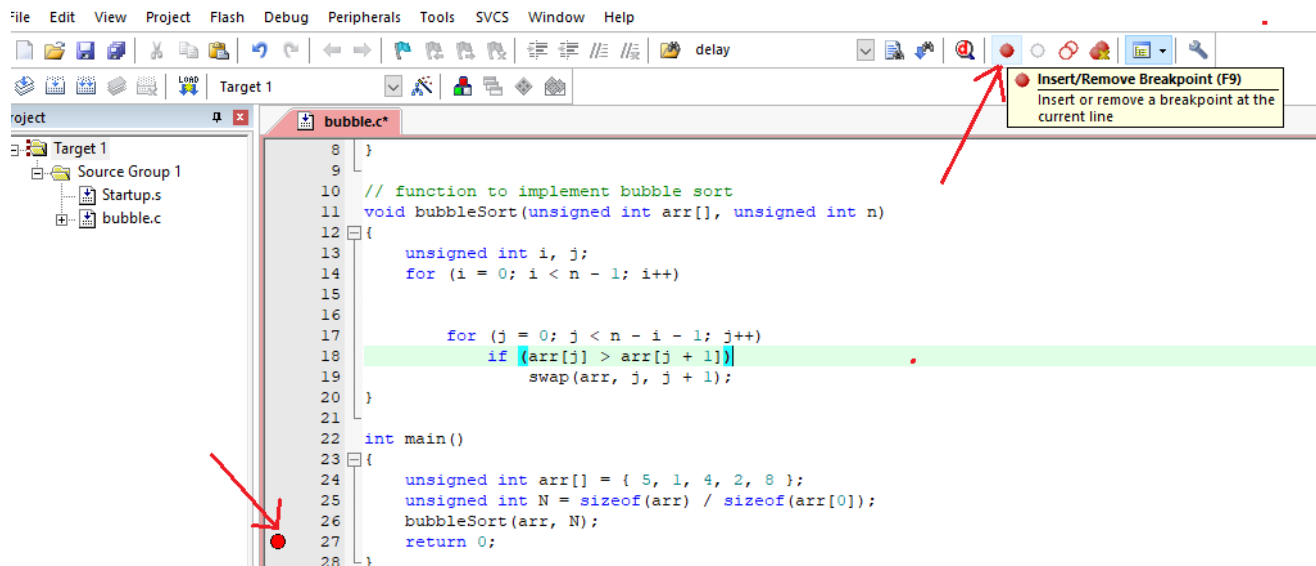 File Edit View Project Flash Debug Peripherals Tools SVCS Window Help
delay
Insert/Remove Breakpoint (F9)
Insert or remove a breakpoint at the
current line
LOAD Target 1
roject
bubble.c*
Target 1
Source Group 1
Startup.s
bubble.c
8 }
9
10 // function to implement bubble sort
11 void bubbleSort(unsigned int arr[], unsigned int n)
12 {
13 unsigned int i, j;
14 for (i = 0; i < n - 1; i++)
15
16
17 for (j = 0; j < n - i - 1; j++)
18 if (arr[j] > arr[j + 1])
19 swap(arr, j, j + 1);
20 }
21
22 int main()
23 {
24 unsigned int arr[] = { 5, 1, 4, 2, 8 };
25 unsigned int N = sizeof(arr) / sizeof(arr[0]);
26 bubbleSort(arr, N);
27 return 0;
28 }